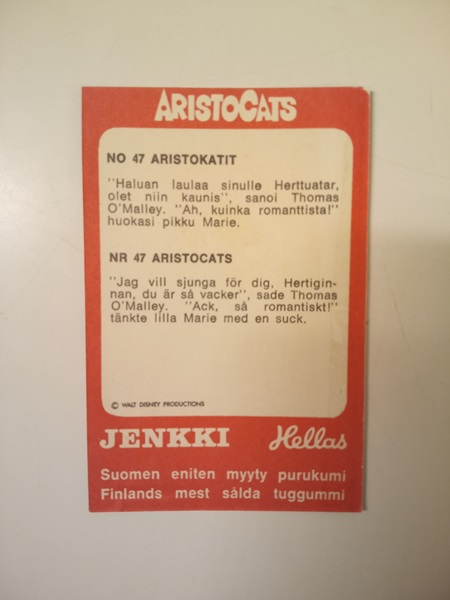 ARISTOCATS
NO 47 ARISTOKATIT
"Haluan laulaa sinulle Herttuatar,
olet niin kaunis", sanoi Thomas
O'Malley. "Ah, kuinka romanttista!"
huokasi pikku Marie.
NR 47 ARISTOCATS
"Jag vill sjunga för dig, Hertigin-
nan, du är så vacker", sade Thomas
O'Malley. "Ack, så romantiskt!"
tänkte lilla Marie med en suck.
© WALT DISNEY PRODUCTIONS
JENKKI Hellas
Suomen eniten myyty purukumi
Finlands mest sålda tuggummi